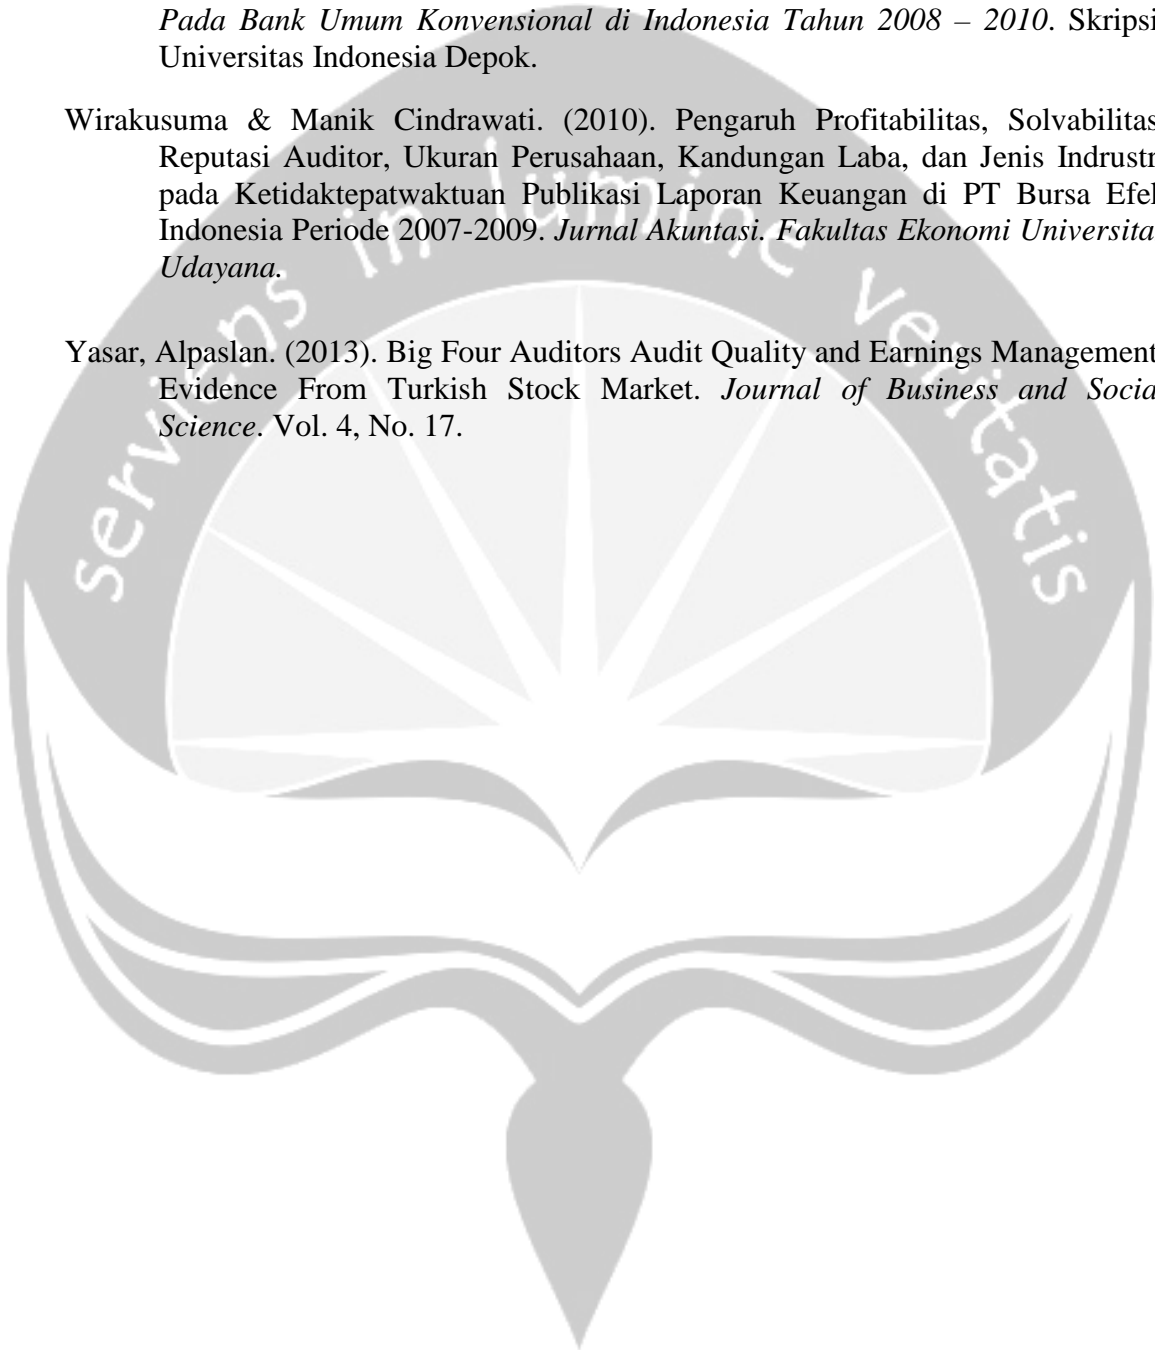 Pada Bank Umum Konvensional di Indonesia Tahun 2008 – 2010. Skripsi
Universitas Indonesia Depok.
Wirakusuma & Manik Cindrawati. (2010). Pengaruh Profitabilitas, Solvabilitas
Reputasi Auditor, Ukuran Perusahaan, Kandungan Laba, dan Jenis Indrustr
pada Ketidaktepatwaktuan Publikasi Laporan Keuangan di PT Bursa Efe
Indonesia Periode 2007-2009. Jurnal Akuntasi. Fakultas Ekonomi Universita
Udayana.
Yasar, Alpaslan. (2013). Big Four Auditors Audit Quality and Earnings Management
Evidence From Turkish Stock Market. Journal of Business and Socia
Science. Vol. 4, No. 17.
serviens in lumine veritatis